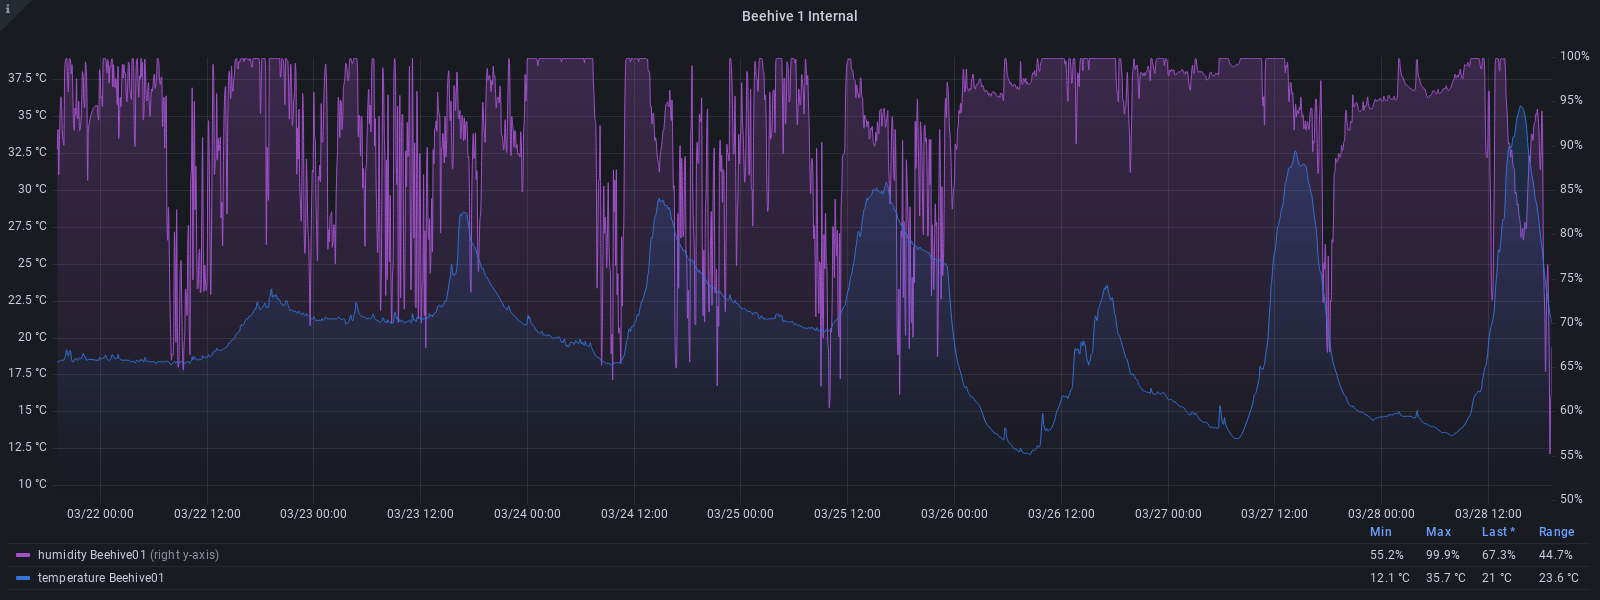 i
Beehive 1 Internal
37.5 °C
35 °C
32.5 °C
30 °C
27.5 °C
25 °C
22.5 °C
20 °C
17.5 °C
15 °C
12.5 °C
10 °C
100%
95%
90%
85%
80%
75%
70%
65%
60%
55%
50%
03/22 00:00 03/22 12:00 03/23 00:00 03/23 12:00 03/24 00:00 03/24 12:00 03/25 00:00 03/25 12:00 03/26 00:00 03/26 12:00 03/27 00:00 03/27 12:00 03/28 00:00 03/28 12:00
Min Max Last * Range
humidity Beehive01 (right y-axis) 55.2% 99.9% 67.3% 44.7%
temperature Beehive01 12.1 °C 35.7 °C 21 °C 23.6 °C